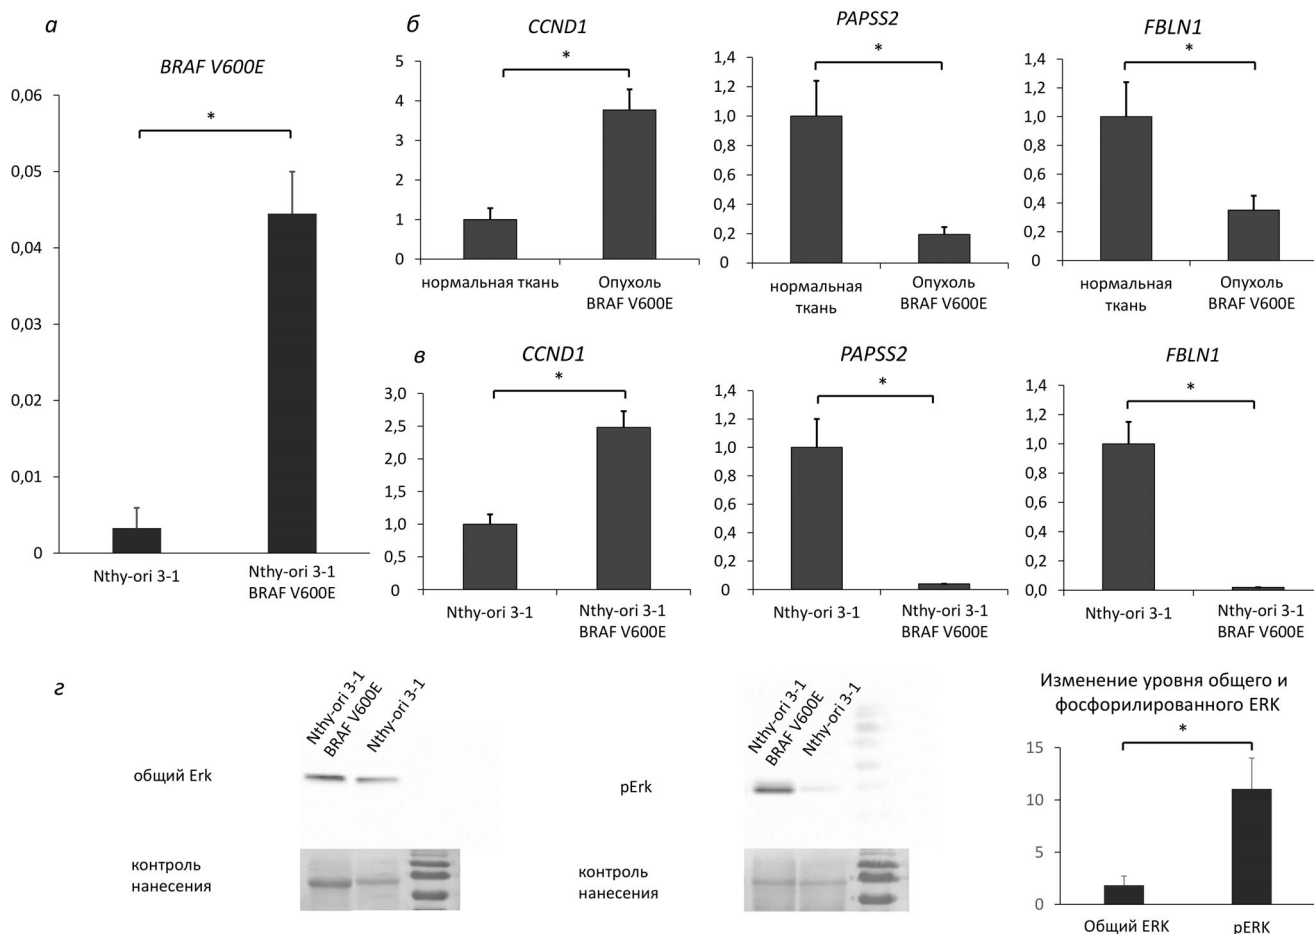 а
BRAF V600E
*
0,06
0,05
0,04
0,03
0,02
0,01
0
Nthy-ori 3-1
Nthy-ori 3-1
BRAF V600E
б
CCND1
*
5
4
3
2
1
0
нормальная ткань
Опухоль
BRAF V600E
PAPSS2
*
1,4
1,2
1,0
0,8
0,6
0,4
0,2
0
нормальная
ткань
Опухоль
BRAF V600E
FBLN1
*
1,4
1,2
1,0
0,8
0,6
0,4
0,2
0
нормальная
ткань
Опухоль
BRAF V600E
в
CCND1
*
3,0
2,5
2,0
1,5
1,0
0,5
0
Nthy-ori 3-1
Nthy-ori 3-1
BRAF V600E
PAPSS2
*
1,4
1,2
1,0
0,8
0,6
0,4
0,2
0
Nthy-ori 3-1
Nthy-ori 3-1
BRAF V600E
FBLN1
*
1,4
1,2
1,0
0,8
0,6
0,4
0,2
0,0
Nthy-ori 3-1
Nthy-ori 3-1
BRAF V600E
г
Nthy-ori 3-1
BRAF V600E
Nthy-ori 3-1
общий Erk
контроль
нанесения
Nthy-ori 3-1
BRAF V600E
Nthy-ori 3-1
pErk
контроль
нанесения
Изменение уровня общего и
фосфорилированного ERK
*
15
10
5
0
Общий ERK
pERK